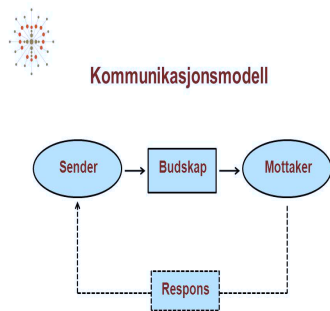 Kommunikasjonsmodell
Sender
Budskap
Mottaker
Respons